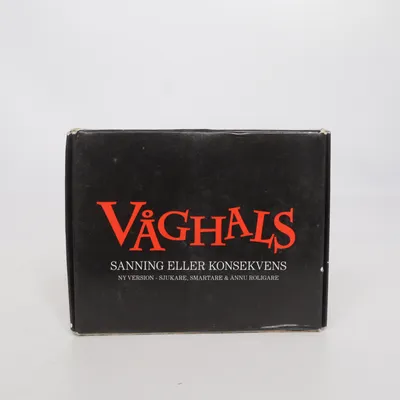 VÅGHALS
SANNING ELLER KONSEKVENS
NY VERSION - SJUKARE, SMARTARE & ÄNNU ROLIGARE